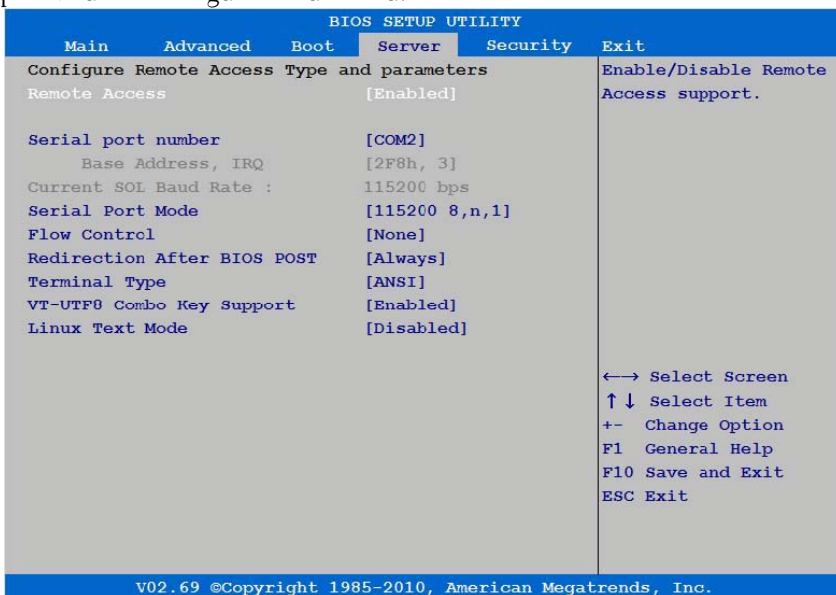 BIOS SETUP UTILITY
Main Advanced Boot Server Security Exit
Configure Remote Access Type and parameters
Remote Access [Enabled]
Serial port number [COM2]
Base Address, IRQ [2F8h, 3]
Current SOL Baud Rate : 115200 bps
Serial Port Mode [115200 8,n,1]
Flow Control [None]
Redirection After BIOS POST [Always]
Terminal Type [ANSI]
VT-UTF8 Combo Key Support [Enabled]
Linux Text Mode [Disabled]
Enable/Disable Remote
Access support.
←→ Select Screen
↑↓ Select Item
+- Change Option
F1 General Help
F10 Save and Exit
ESC Exit
V02.69 ©Copyright 1985-2010, American Megatrends, Inc.